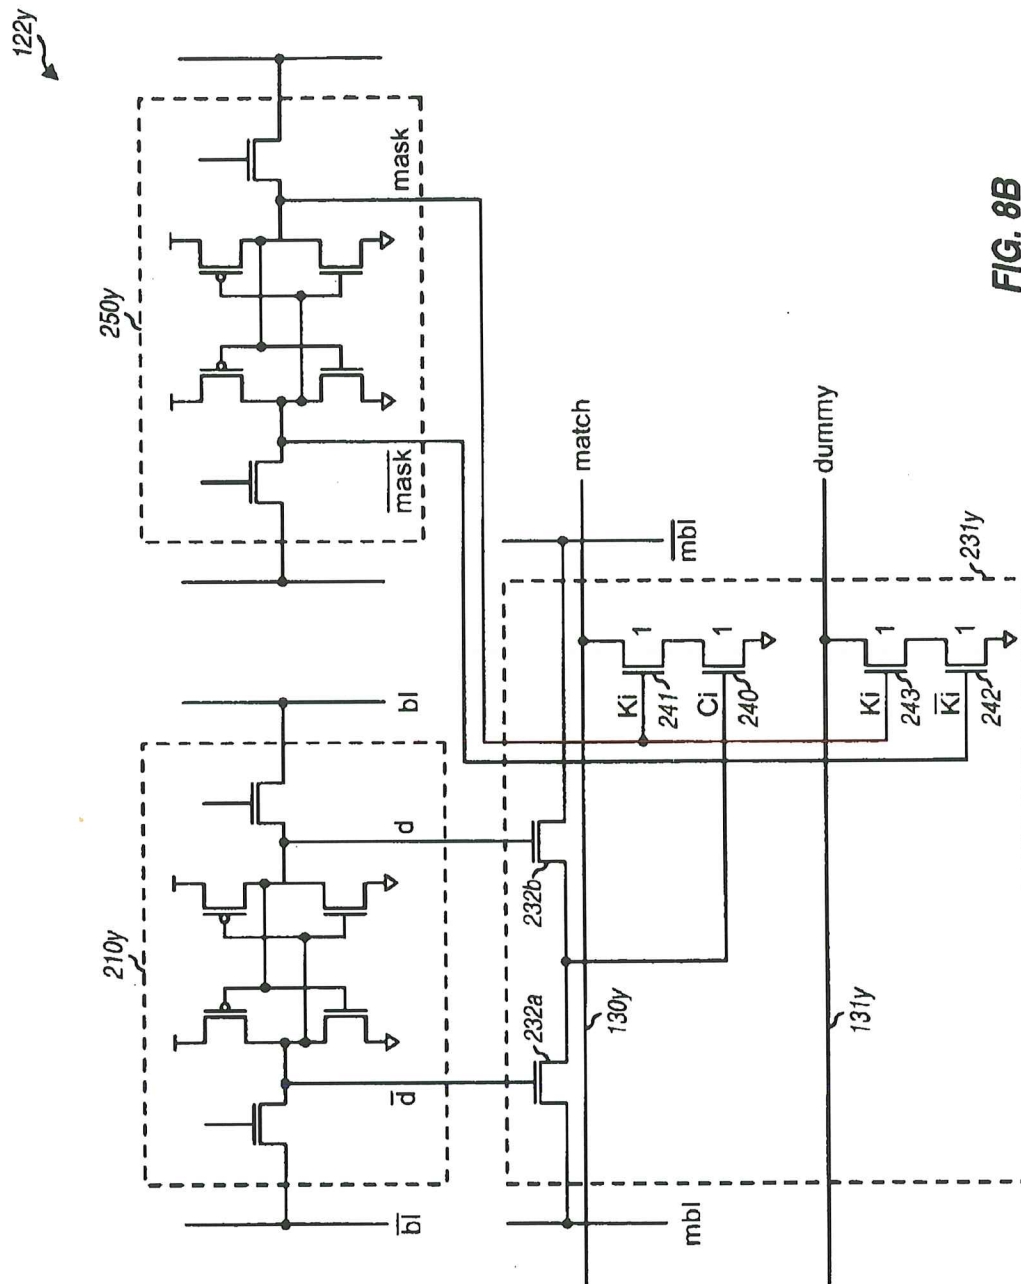 122y
210y
250y
bl
d
d
bl
mask
mask
mbl
232a
232b
mbl
match
130y
Ki
1
241
Ci
1
240
dummy
131y
Ki
1
243
Ki
1
242
231y
FIG. 8B